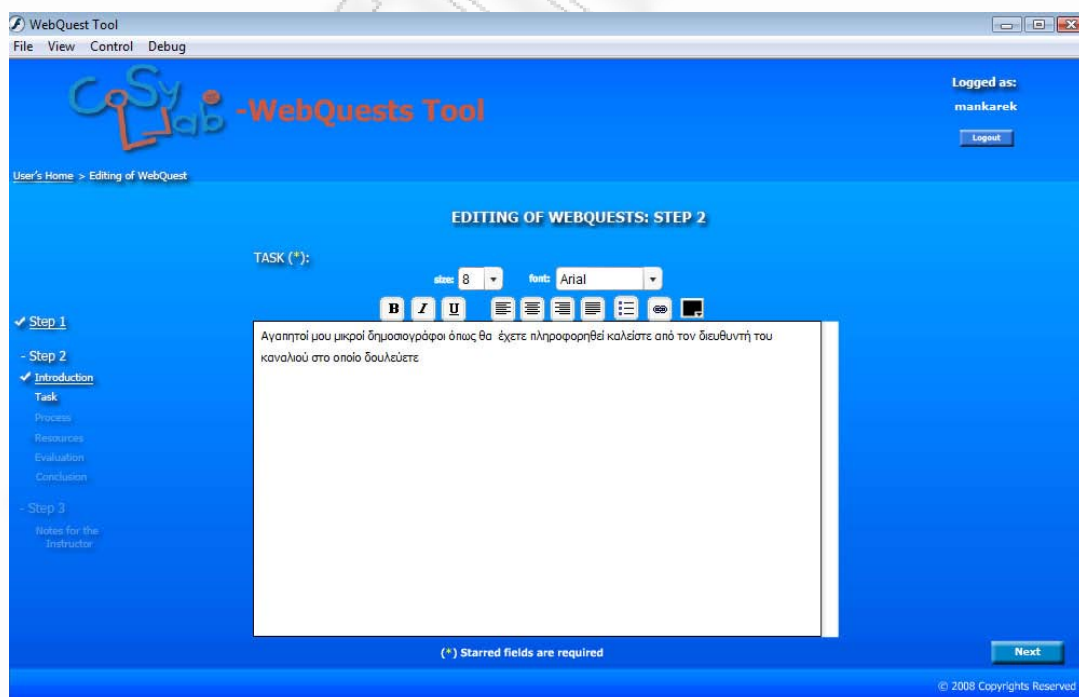 WebQuest Tool
File View Control Debug
CoSy Lab
-WebQuests Tool
Logged as:
mankarek
Logout
User's Home > Editing of WebQuest
EDITING OF WEBQUESTS: STEP 2
TASK (*):
size: 8 font: Arial
B I U
Αγαπητοί μου μικροί δημοσιογράφοι όπως θα έχετε πληροφορηθεί καλείστε από τον διευθυντή του
καναλιού στο οποίο δουλεύετε
✓ Step 1
- Step 2
✓ Introduction
Task
Process
Resources
Evaluation
Conclusion
- Step 3
Notes for the
Instructor
(*) Starred fields are required
Next
© 2008 Copyrights Reserved